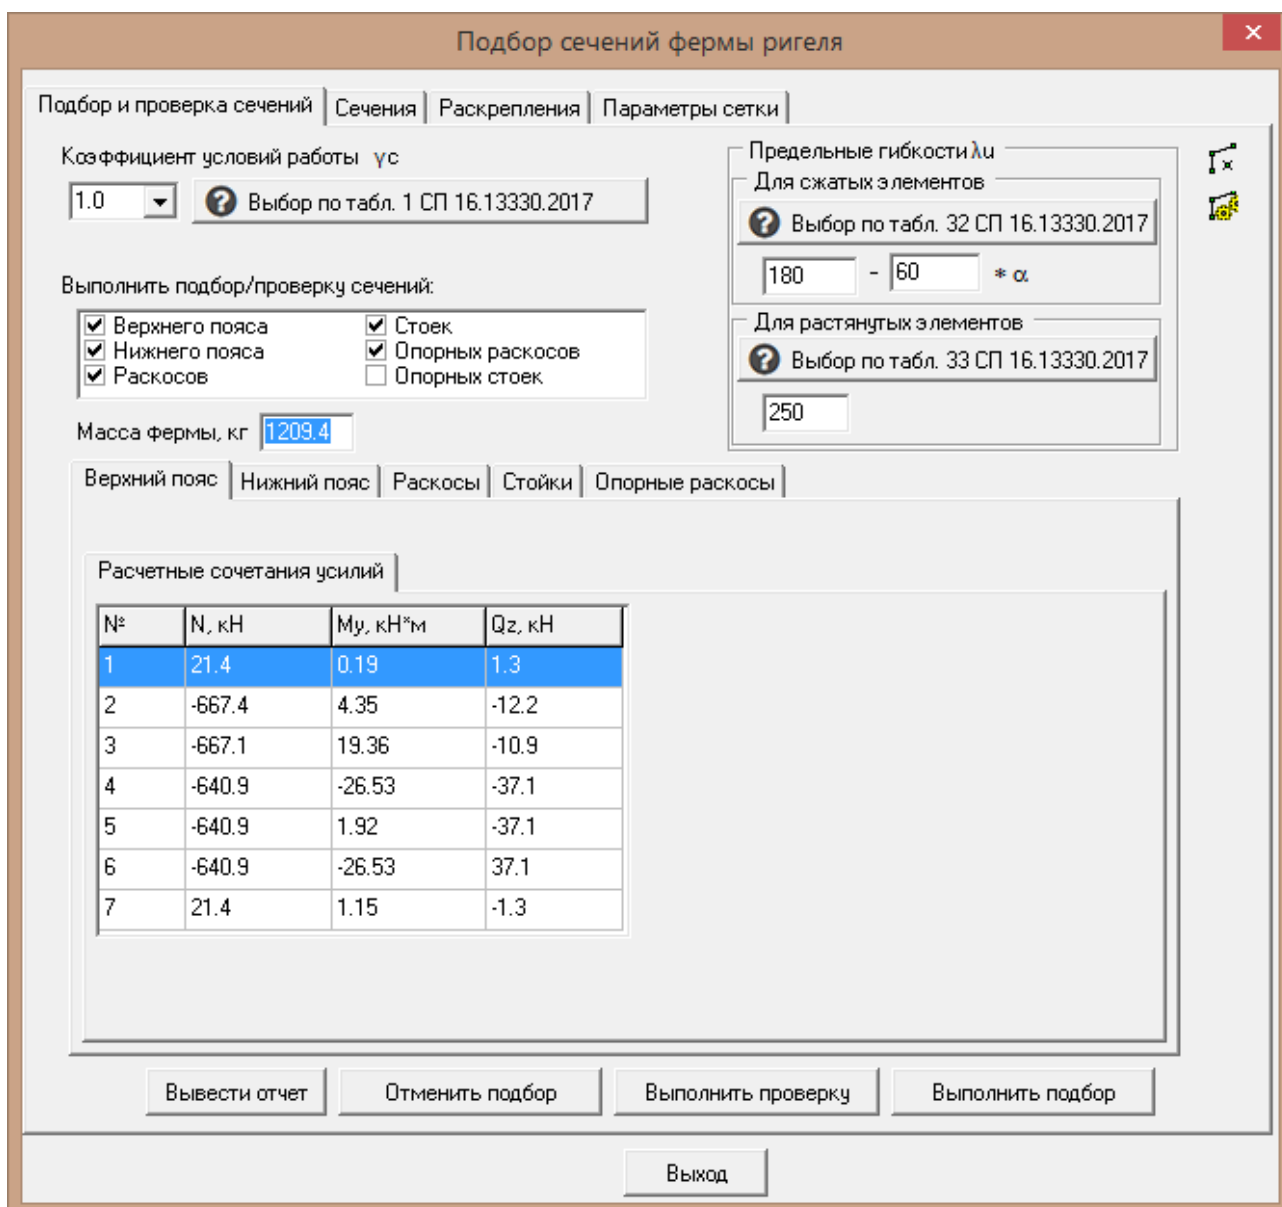 Подбор сечений фермы ригеля
Подбор и проверка сечений Сечения Раскрепления Параметры сетки
Коэффициент условий работы γc
1.0 Выбор по табл. 1 СП 16.13330.2017
Предельные гибкости λu
Для сжатых элементов
Выбор по табл. 32 СП 16.13330.2017
180 - 60 * α
Для растянутых элементов
Выбор по табл. 33 СП 16.13330.2017
250
Выполнить подбор/проверку сечений:
Верхнего пояса Стоек
Нижнего пояса Опорных раскосов
Раскосов Опорных стоек
Масса фермы, кг 1209.4
Верхний пояс Нижний пояс Раскосы Стойки Опорные раскосы
Расчетные сочетания усилий
№ N, кН My, кН*м Qz, кН
1 21.4 0.19 1.3
2 -667.4 4.35 -12.2
3 -667.1 19.36 -10.9
4 -640.9 -26.53 -37.1
5 -640.9 1.92 -37.1
6 -640.9 -26.53 37.1
7 21.4 1.15 -1.3
Вывести отчет Отменить подбор Выполнить проверку Выполнить подбор
Выход